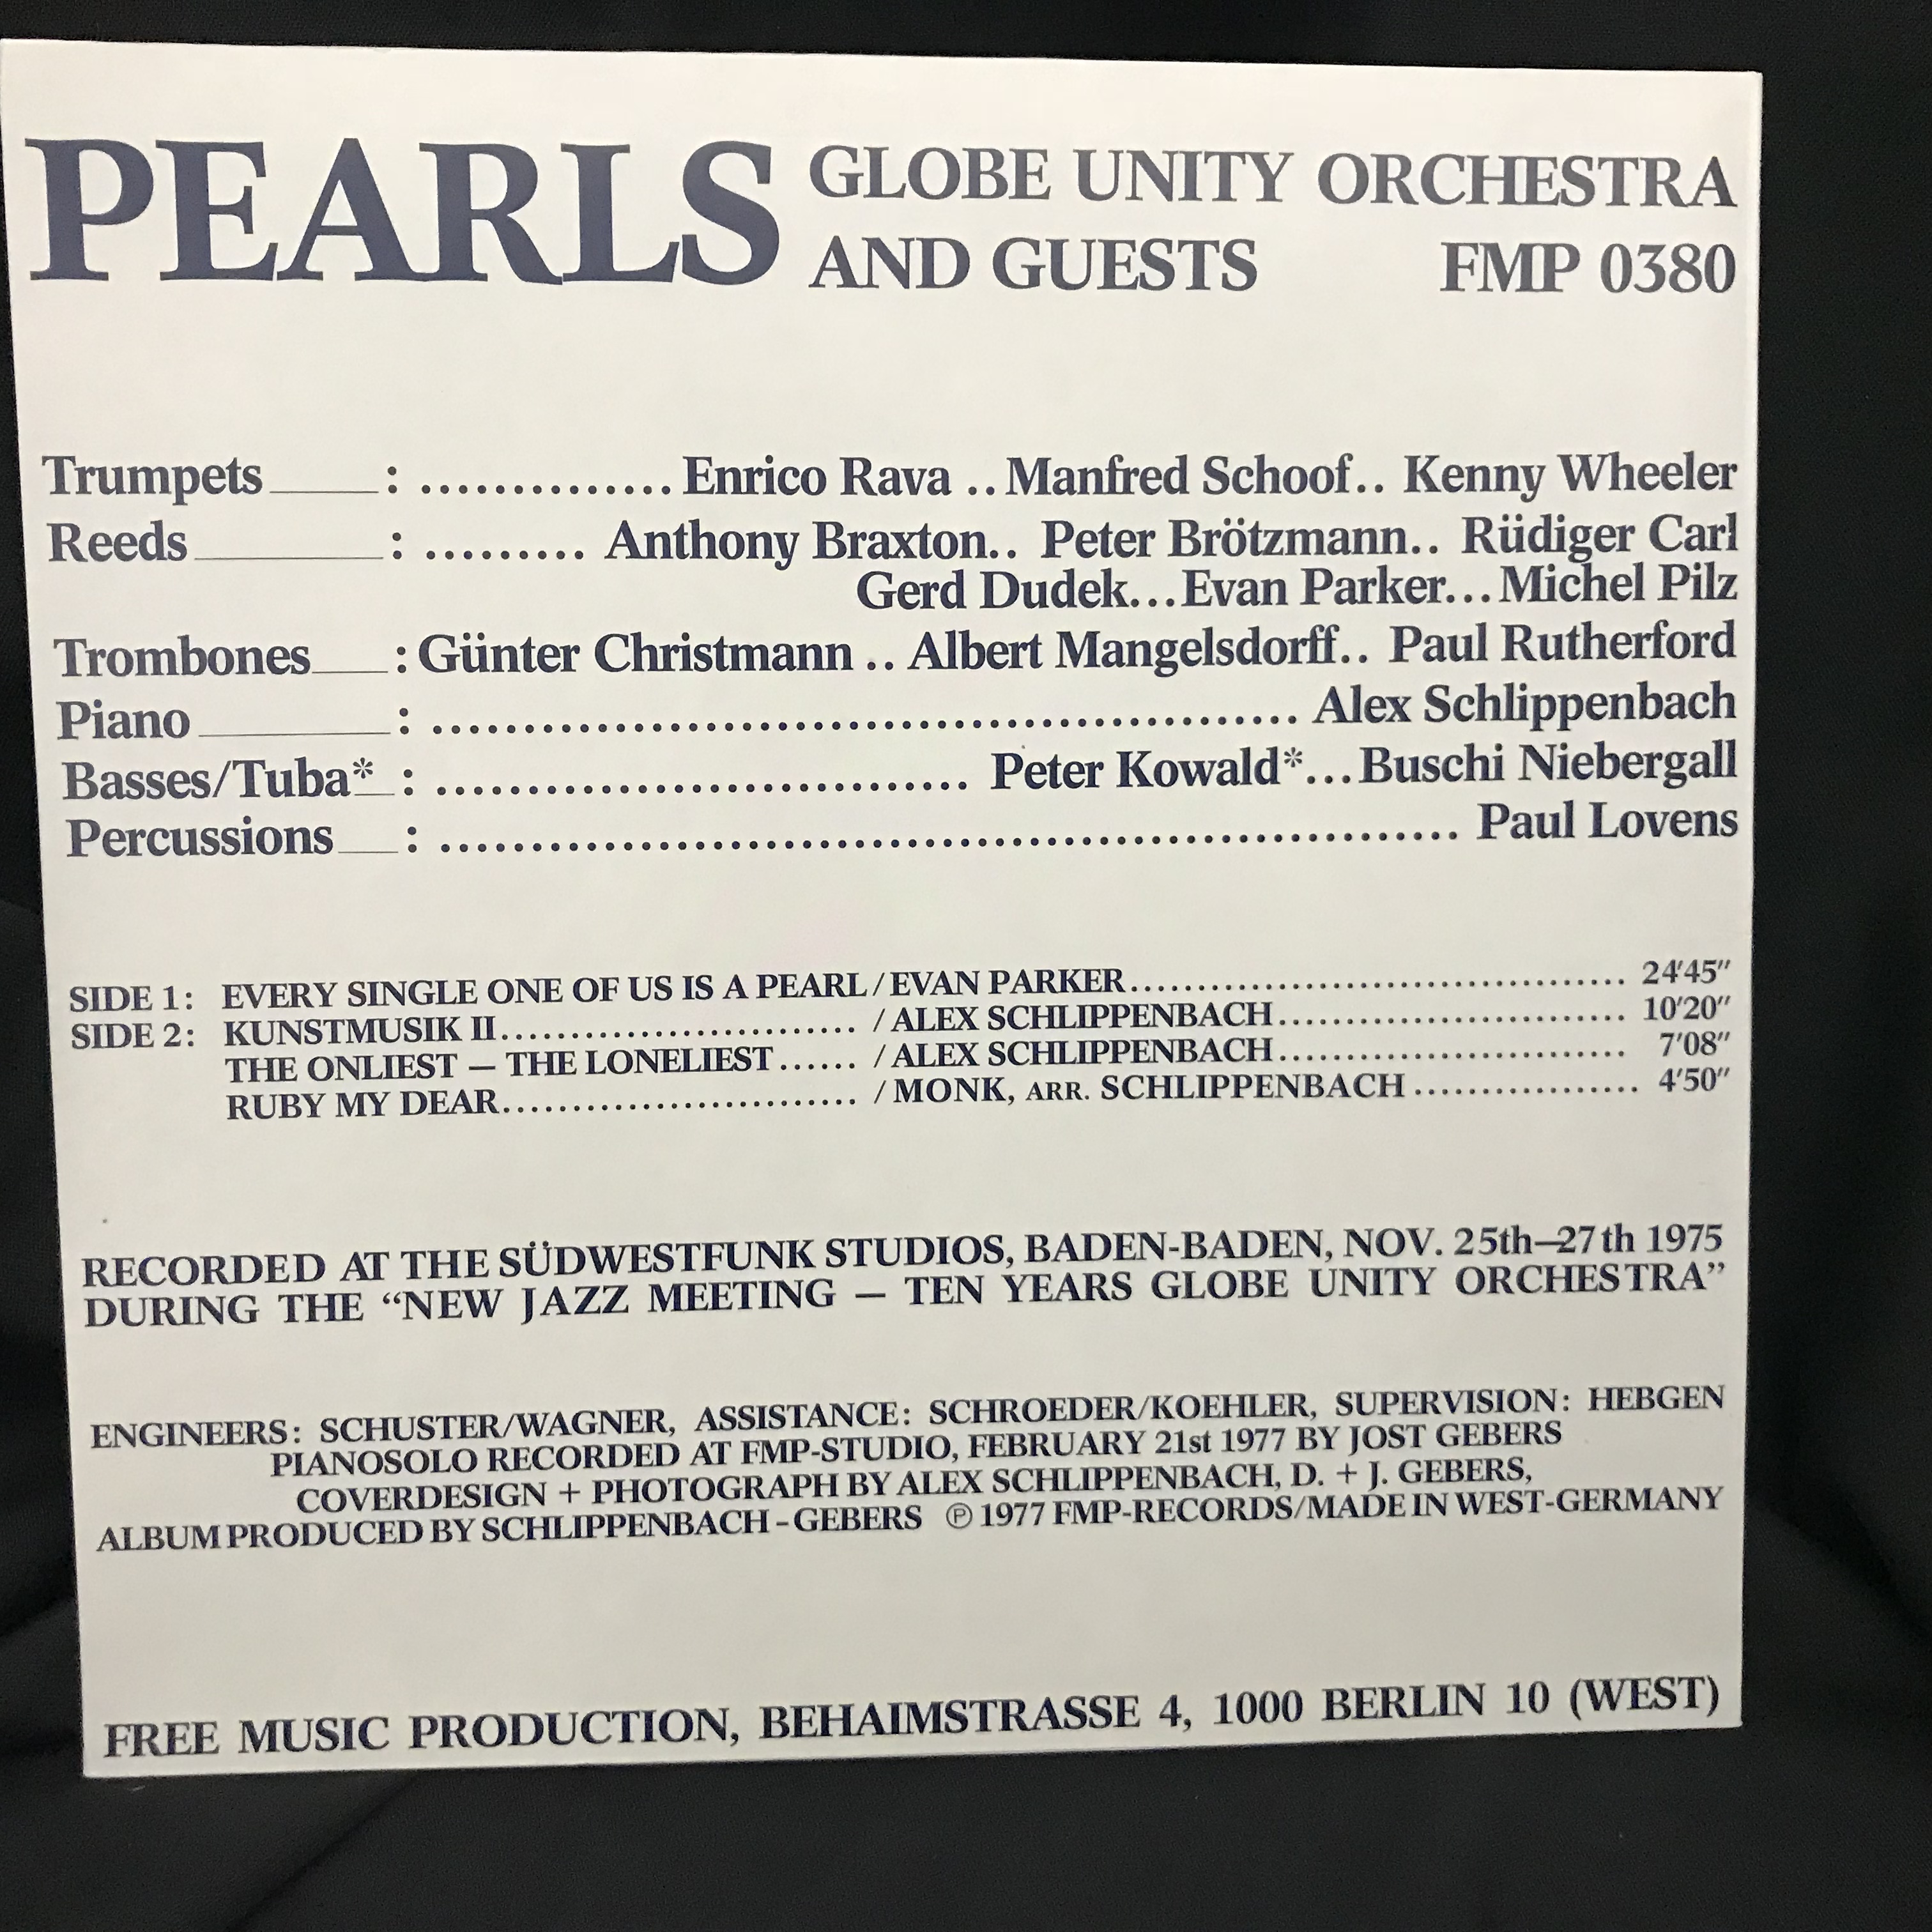 PEARLS GLOBE UNITY ORCHESTRA
AND GUESTS FMP 0380
Trumpets____: .............. Enrico Rava .. Manfred Schoof.. Kenny Wheeler
Reeds_______: ......... Anthony Braxton.. Peter Brötzmann.. Rüdiger Carl
Gerd Dudek...Evan Parker...Michel Pilz
Trombones___: Günter Christmann .. Albert Mangelsdorff.. Paul Rutherford
Piano_______: ................................................ Alex Schlippenbach
Basses/Tuba*_: .............................. Peter Kowald*...Buschi Niebergall
Percussions__: ......................................................... Paul Lovens
SIDE 1: EVERY SINGLE ONE OF US IS A PEARL / EVAN PARKER..................................... 24'45"
SIDE 2: KUNSTMUSIK II.......................... / ALEX SCHLIPPENBACH.......................... 10'20"
THE ONLIEST — THE LONELIEST...... / ALEX SCHLIPPENBACH.......................... 7'08"
RUBY MY DEAR.......................... / MONK, ARR. SCHLIPPENBACH ................. 4'50"
RECORDED AT THE SÜDWESTFUNK STUDIOS, BADEN-BADEN, NOV. 25th—27th 1975
DURING THE “NEW JAZZ MEETING — TEN YEARS GLOBE UNITY ORCHESTRA”
ENGINEERS: SCHUSTER/WAGNER, ASSISTANCE: SCHROEDER/KOEHLER, SUPERVISION: HEBGEN
PIANOSOLO RECORDED AT FMP-STUDIO, FEBRUARY 21st 1977 BY JOST GEBERS
COVERDESIGN + PHOTOGRAPH BY ALEX SCHLIPPENBACH, D. + J. GEBERS,
ALBUM PRODUCED BY SCHLIPPENBACH - GEBERS ℗ 1977 FMP-RECORDS/MADE IN WEST-GERMANY
FREE MUSIC PRODUCTION, BEHAIMSTRASSE 4, 1000 BERLIN 10 (WEST)